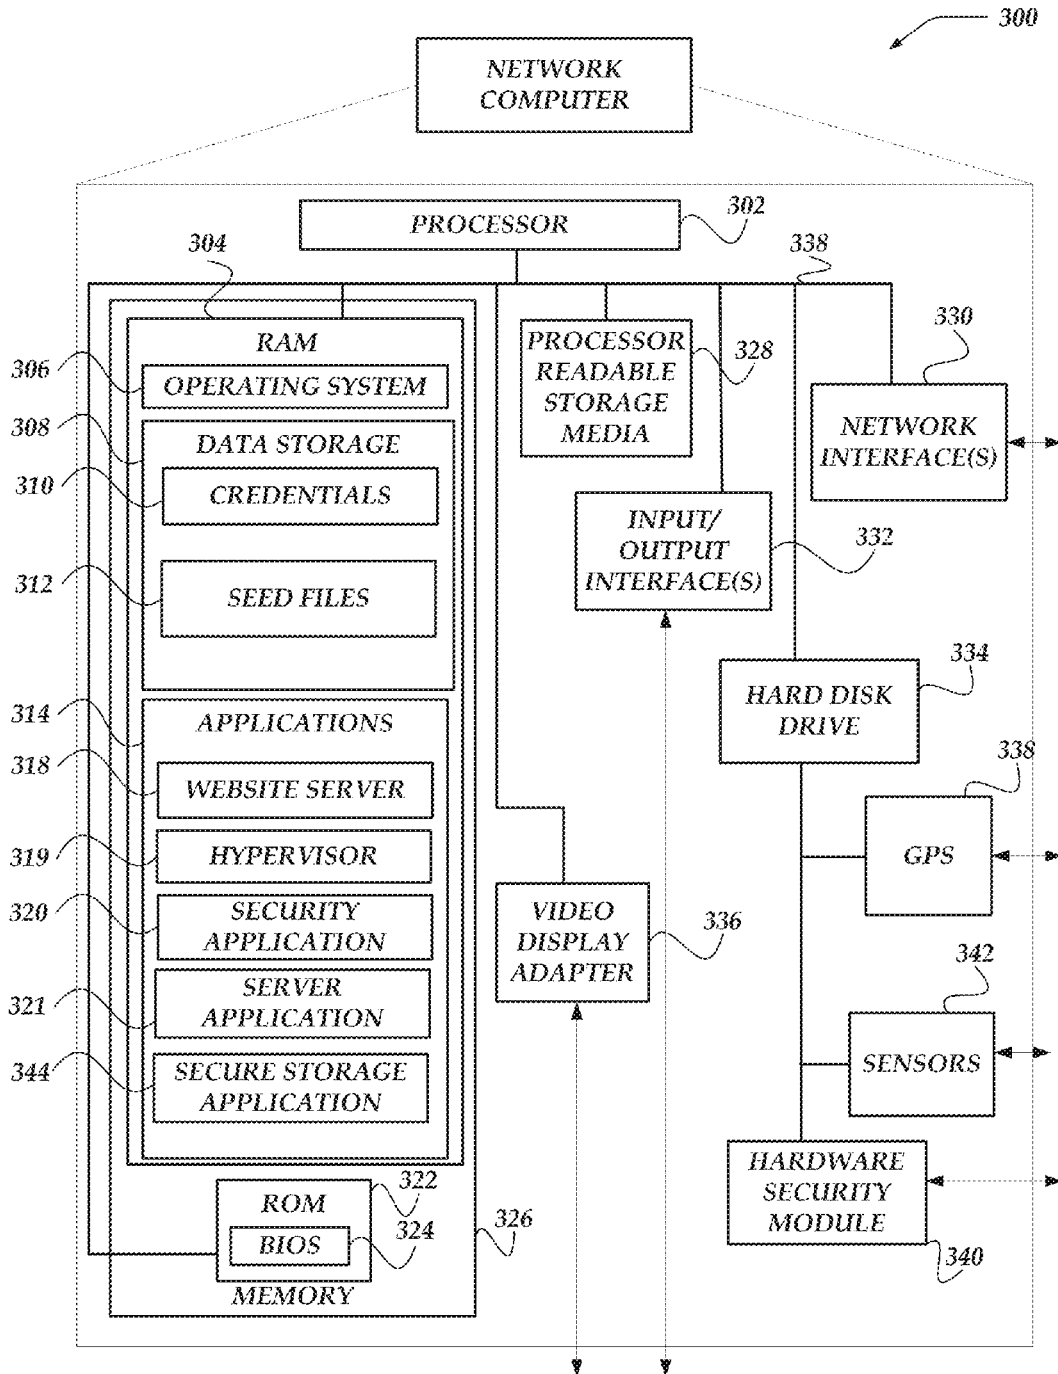 300
NETWORK
COMPUTER
PROCESSOR
302
304
338
RAM
306
OPERATING SYSTEM
308
DATA STORAGE
310
CREDENTIALS
312
SEED FILES
314
APPLICATIONS
318
WEBSITE SERVER
319
HYPERVISOR
320
SECURITY
APPLICATION
321
SERVER
APPLICATION
344
SECURE STORAGE
APPLICATION
322
ROM
324
BIOS
326
MEMORY
PROCESSOR
READABLE
STORAGE
MEDIA
328
330
NETWORK
INTERFACE(S)
INPUT/
OUTPUT
INTERFACE(S)
332
334
HARD DISK
DRIVE
338
GPS
VIDEO
DISPLAY
ADAPTER
336
342
SENSORS
HARDWARE
SECURITY
MODULE
340